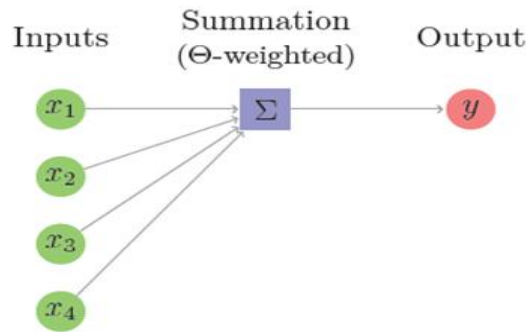 Inputs
Summation
(Θ-weighted)
Output
x₁
Σ
y
x₂
x₃
x₄